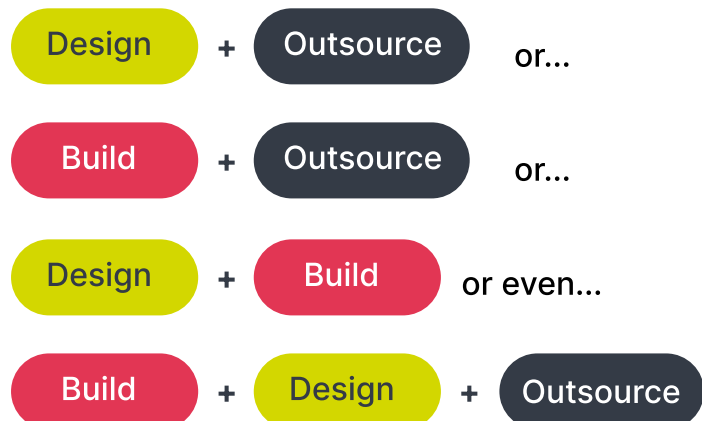 Design + Outsource or...
Build + Outsource or...
Design + Build or even...
Build + Design + Outsource